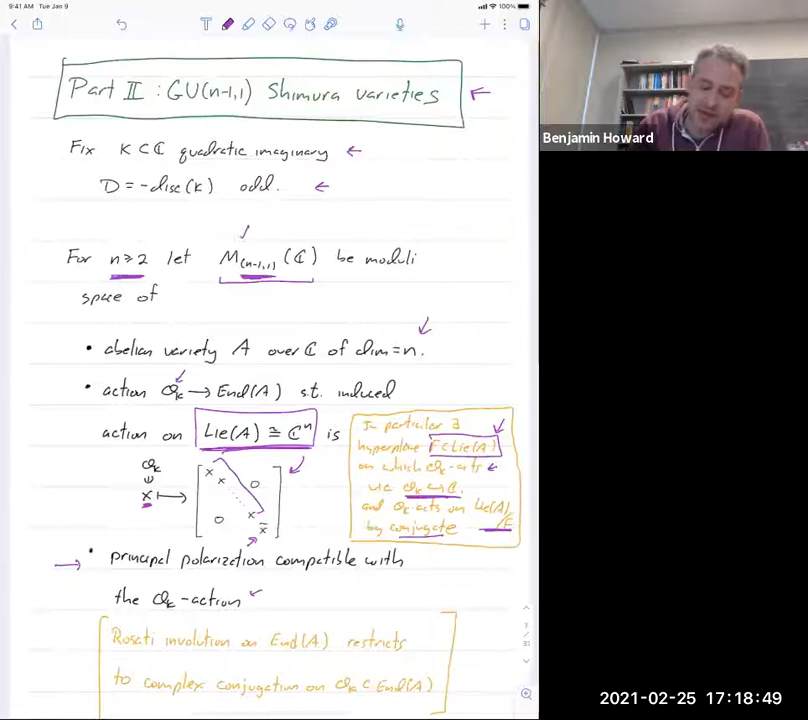 9:41 AM Tue Jan 9
100%
Part II : GU(n-1,1) Shimura varieties
Benjamin Howard
Fix K ⊂ ℂ quadratic imaginary
D = -disc(K) odd.
For n ≥ 2 let M(n-1,1) (ℂ) be moduli
space of
• abelian variety A over ℂ of dim = n.
• action 𝒪k → End(A) s.t. induced
action on Lie(A) ≅ ℂⁿ is
In particular ∃
hyperplane F ⊂ Lie(A)
on which 𝒪k-acts
via 𝒪k ↪ ℂ,
and 𝒪k acts on Lie(A)/F
by conjugate
𝒪k
∪
x ↦ [ x x 0 0 x x̄ ]
• principal polarization compatible with
the 𝒪k-action
Rosati involution on End(A) restricts
to complex conjugation on 𝒪k ⊂ End(A)
2021-02-25 17:18:49